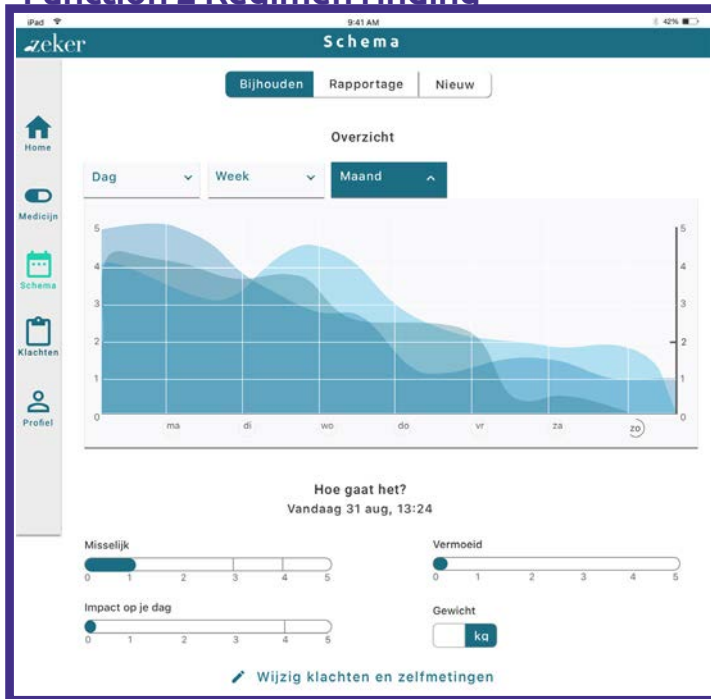 Function 2 Regimen Finding
iPad 9:41 AM 42%
zeker Schema
Bijhouden Rapportage Nieuw
Home
Overzicht
Dag Week Maand
Medicijn
Schema
Klachten
Profiel
5 5
4 4
3 3
2 2
1 1
0 0
ma di wo do vr za zo
Hoe gaat het?
Vandaag 31 aug, 13:24
Misselijk Vermoeid
0 1 2 3 4 5 0 1 2 3 4 5
Impact op je dag Gewicht
0 1 2 3 4 5 kg
Wijzig klachten en zelfmetingen